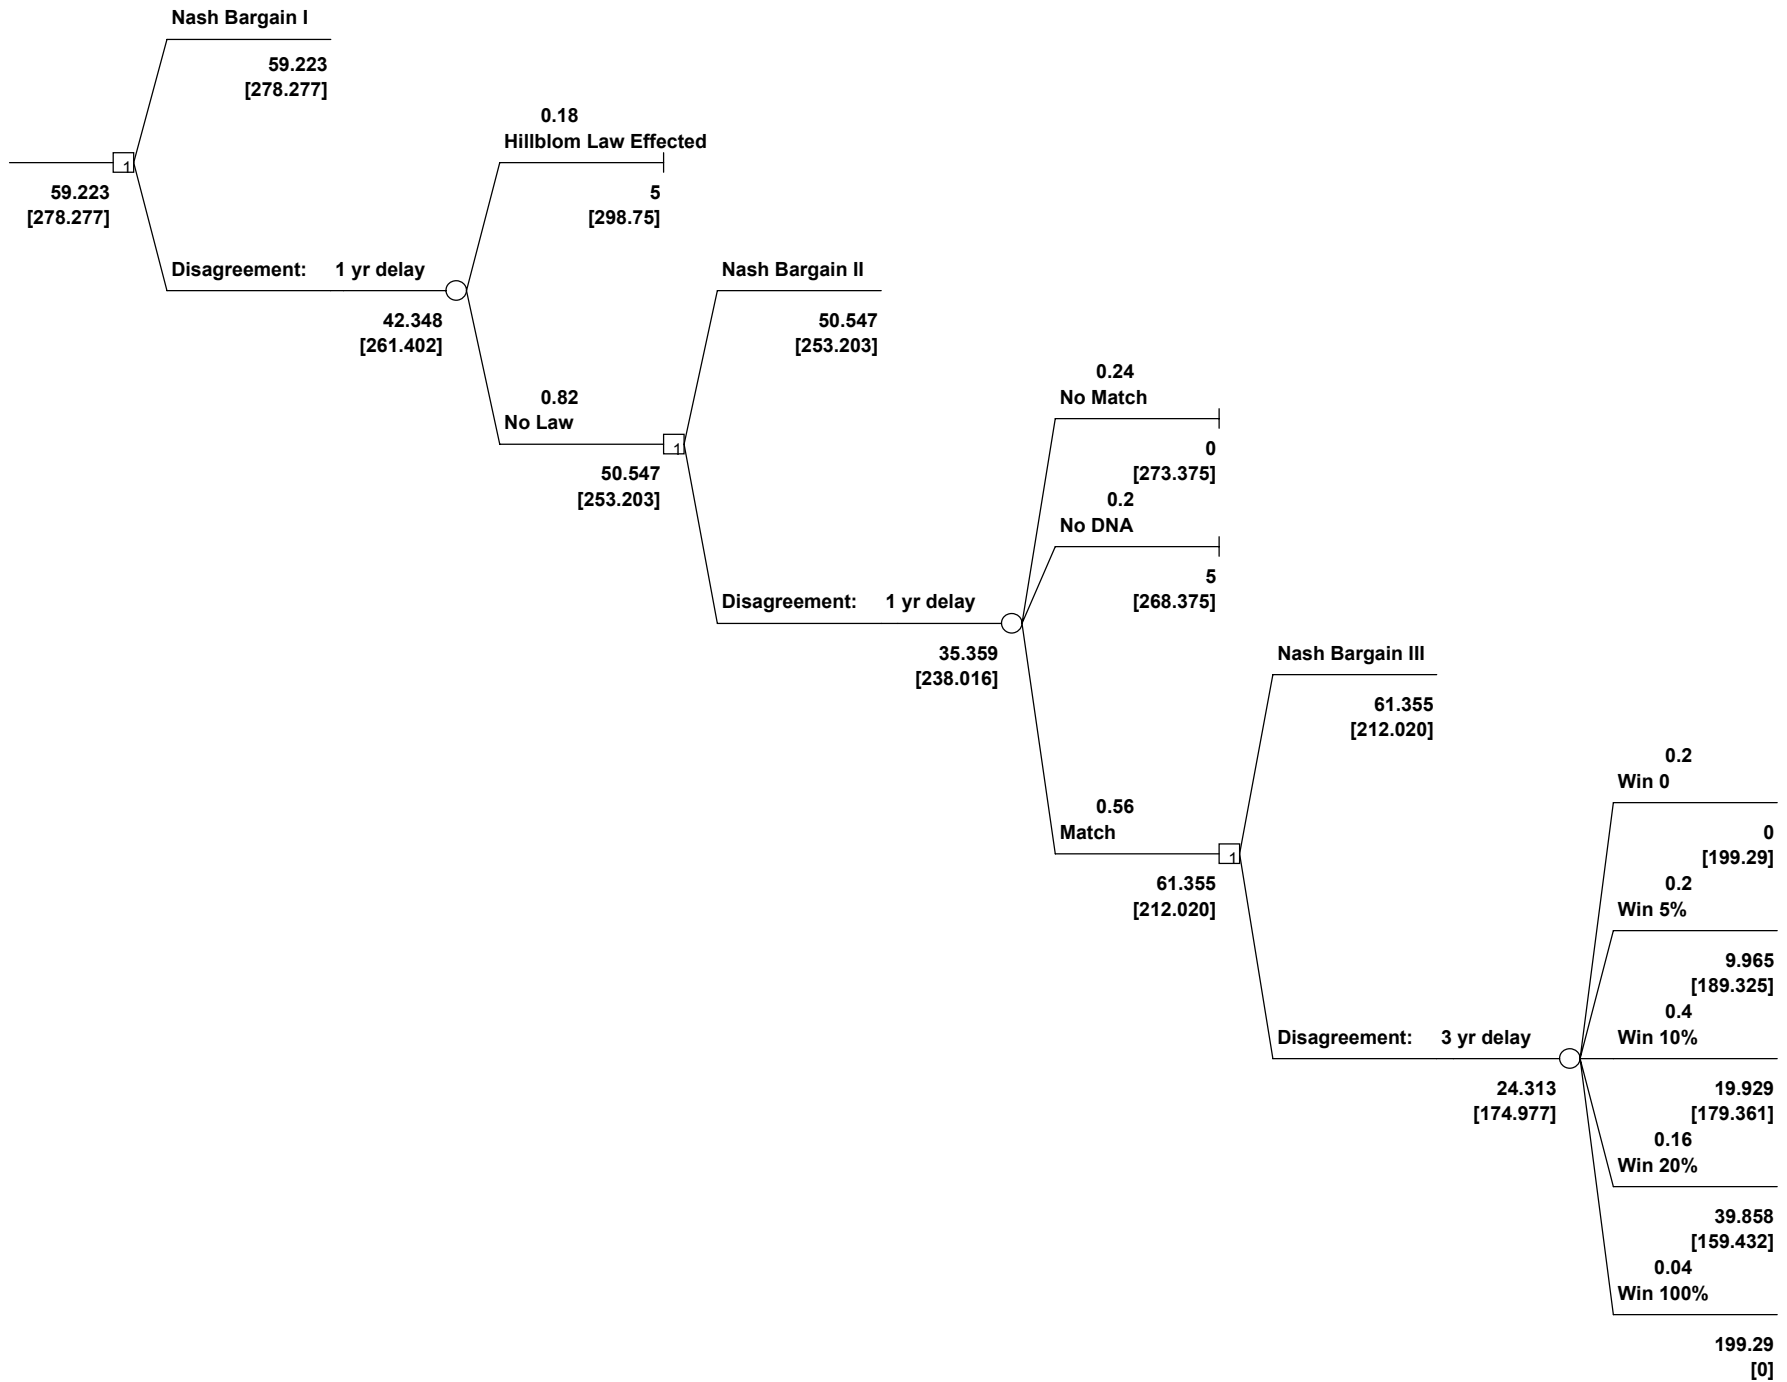 Nash Bargain I
59.223
[278.277]
1
59.223
[278.277]
Disagreement: 1 yr delay
42.348
[261.402]
0.18
Hillblom Law Effected
5
[298.75]
0.82
No Law
1
50.547
[253.203]
Nash Bargain II
50.547
[253.203]
Disagreement: 1 yr delay
35.359
[238.016]
0.24
No Match
0
[273.375]
0.2
No DNA
5
[268.375]
0.56
Match
1
61.355
[212.020]
Nash Bargain III
61.355
[212.020]
Disagreement: 3 yr delay
24.313
[174.977]
0.2
Win 0
0
[199.29]
0.2
Win 5%
9.965
[189.325]
0.4
Win 10%
19.929
[179.361]
0.16
Win 20%
39.858
[159.432]
0.04
Win 100%
199.29
[0]